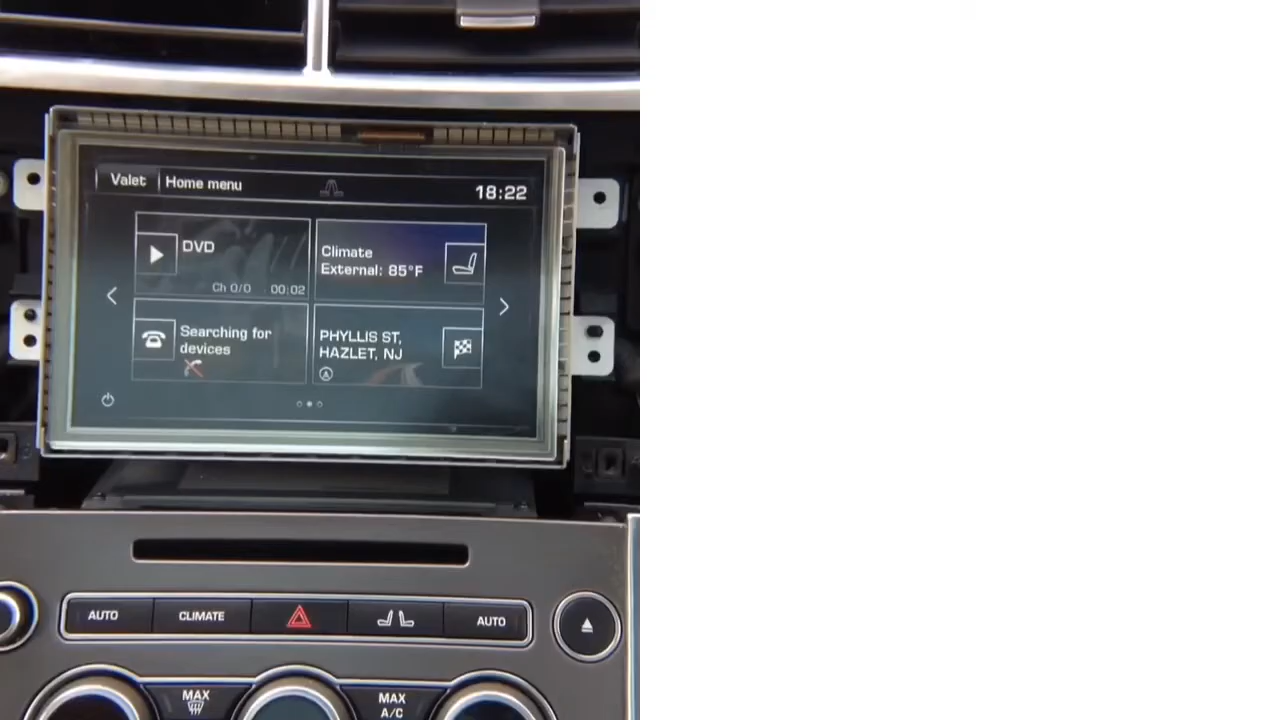 Valet
Home menu
18:22
DVD
Ch 0/0 00:02
Climate
External: 85°F
Searching for
devices
PHYLLIS ST,
HAZLET, NJ
A
AUTO
CLIMATE
AUTO
MAX
MAX
A/C